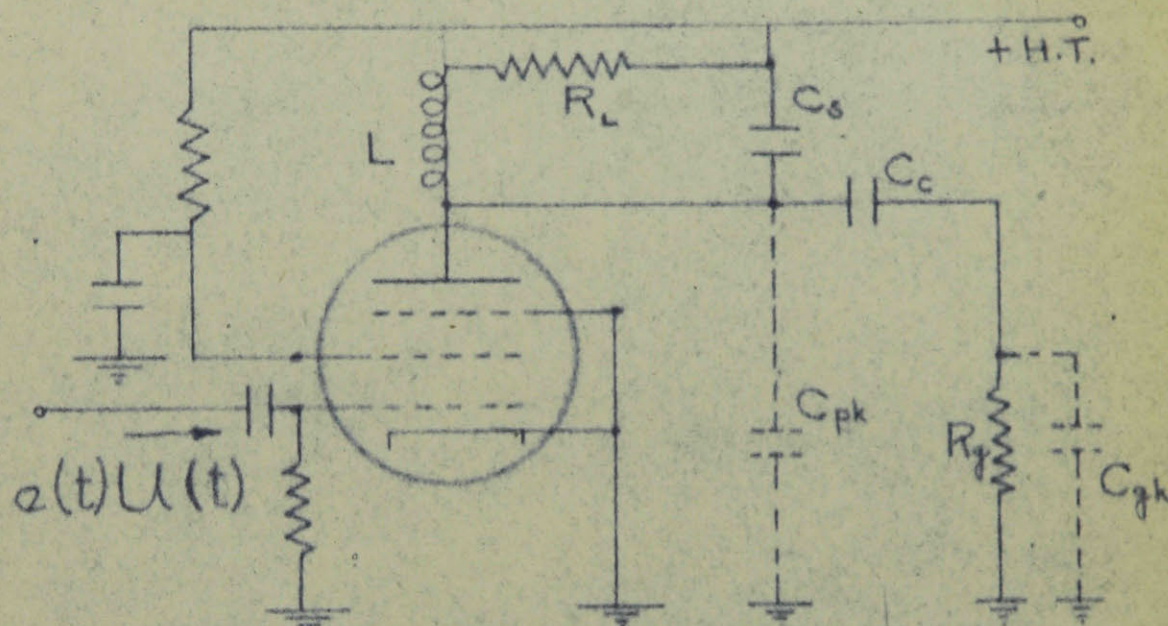 + H.T.
R_L
C_s
L
C_c
C_pk
R_g
C_gk
e(t)U(t)